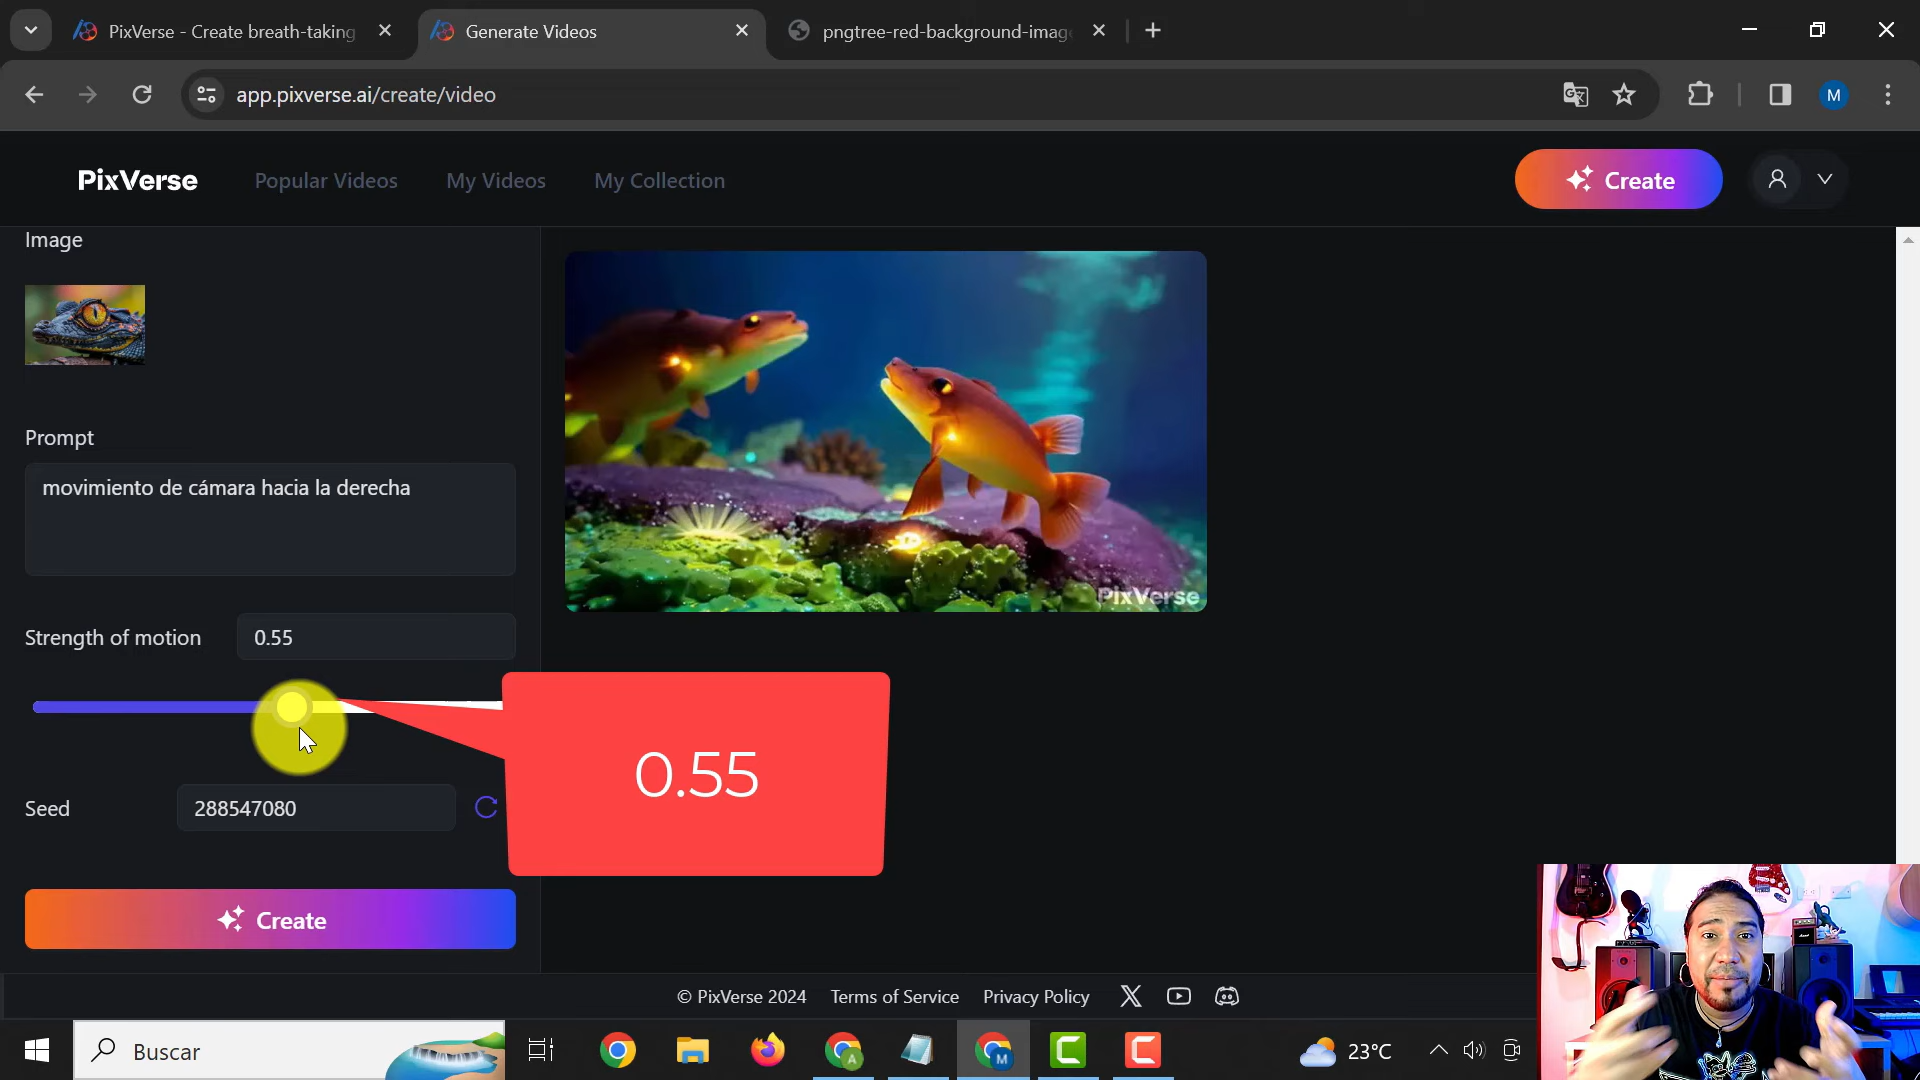 PixVerse - Create breath-taking
Generate Videos
pngtree-red-background-imag
app.pixverse.ai/create/video
M
PixVerse
Popular Videos
My Videos
My Collection
Create
Image
Prompt
movimiento de cámara hacia la derecha
Strength of motion
0.55
0.55
Seed
288547080
Create
PixVerse
© PixVerse 2024
Terms of Service
Privacy Policy
Buscar
A
M
23°C